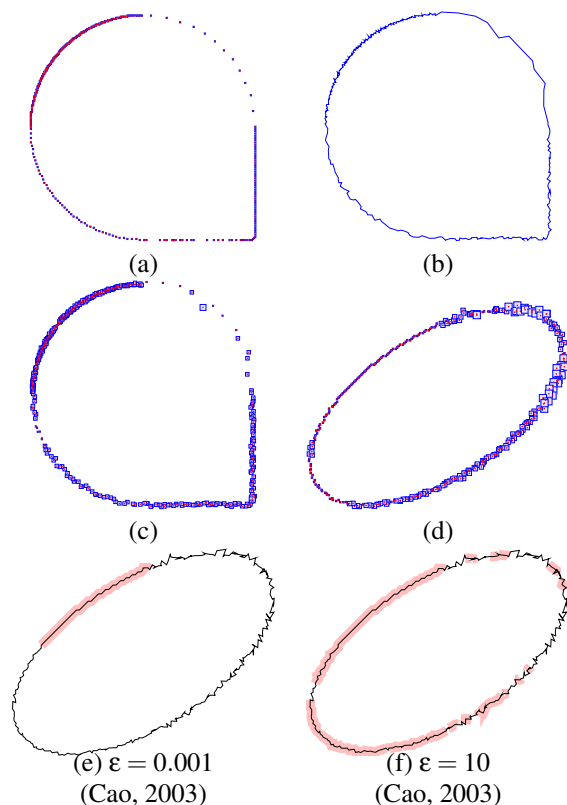 (a) (b)
(c) (d)
(e) ε = 0.001 (f) ε = 10
(Cao, 2003) (Cao, 2003)